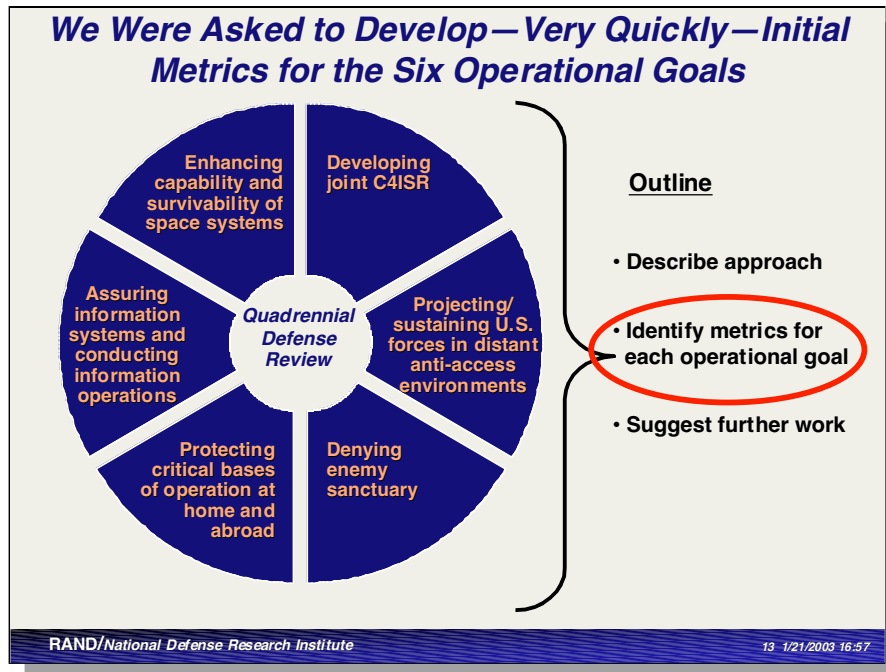 We Were Asked to Develop—Very Quickly—Initial
Metrics for the Six Operational Goals
Enhancing
capability and
survivability of
space systems
Developing
joint C4ISR
Assuring
information
systems and
conducting
information
operations
Quadrennial
Defense
Review
Projecting/
sustaining U.S.
forces in distant
anti-access
environments
Protecting
critical bases
of operation at
home and
abroad
Denying
enemy
sanctuary
Outline
• Describe approach
• Identify metrics for
each operational goal
• Suggest further work
RAND/National Defense Research Institute
13 1/21/2003 16:57